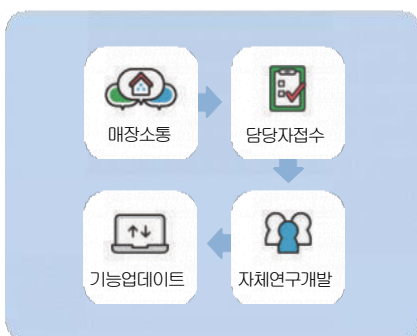 매장소통
담당자접수
기능업데이트
자체연구개발